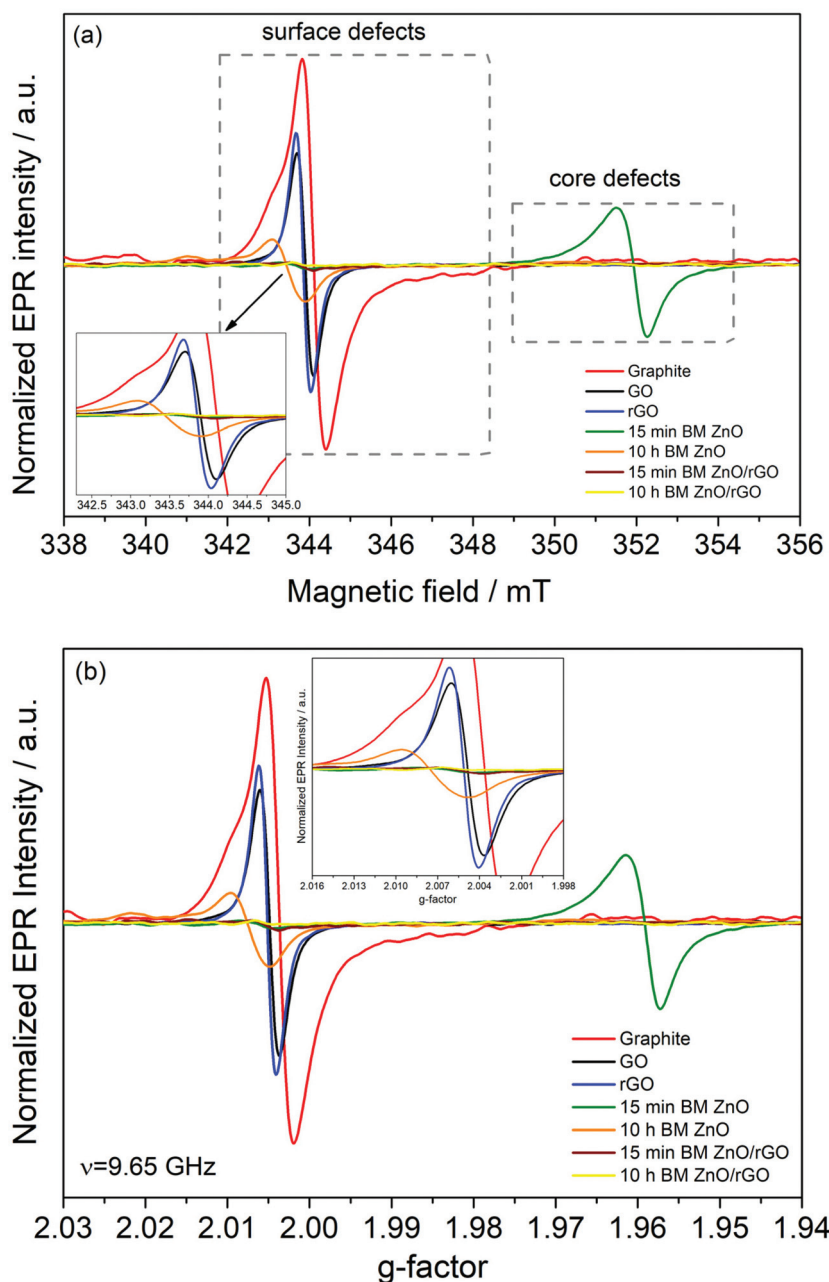 (a)
surface defects
core defects
Normalized EPR intensity / a.u.
Graphite
GO
rGO
15 min BM ZnO
10 h BM ZnO
15 min BM ZnO/rGO
10 h BM ZnO/rGO
342.5 343.0 343.5 344.0 344.5 345.0
338 340 342 344 346 348 350 352 354 356
Magnetic field / mT
(b)
Normalized EPR Intensity / a.u.
Normalized EPR Intensity / a.u.
2.016 2.013 2.010 2.007 2.004 2.001 1.998
g-factor
Graphite
GO
rGO
15 min BM ZnO
10 h BM ZnO
15 min BM ZnO/rGO
10 h BM ZnO/rGO
ν=9.65 GHz
2.03 2.02 2.01 2.00 1.99 1.98 1.97 1.96 1.95 1.94
g-factor